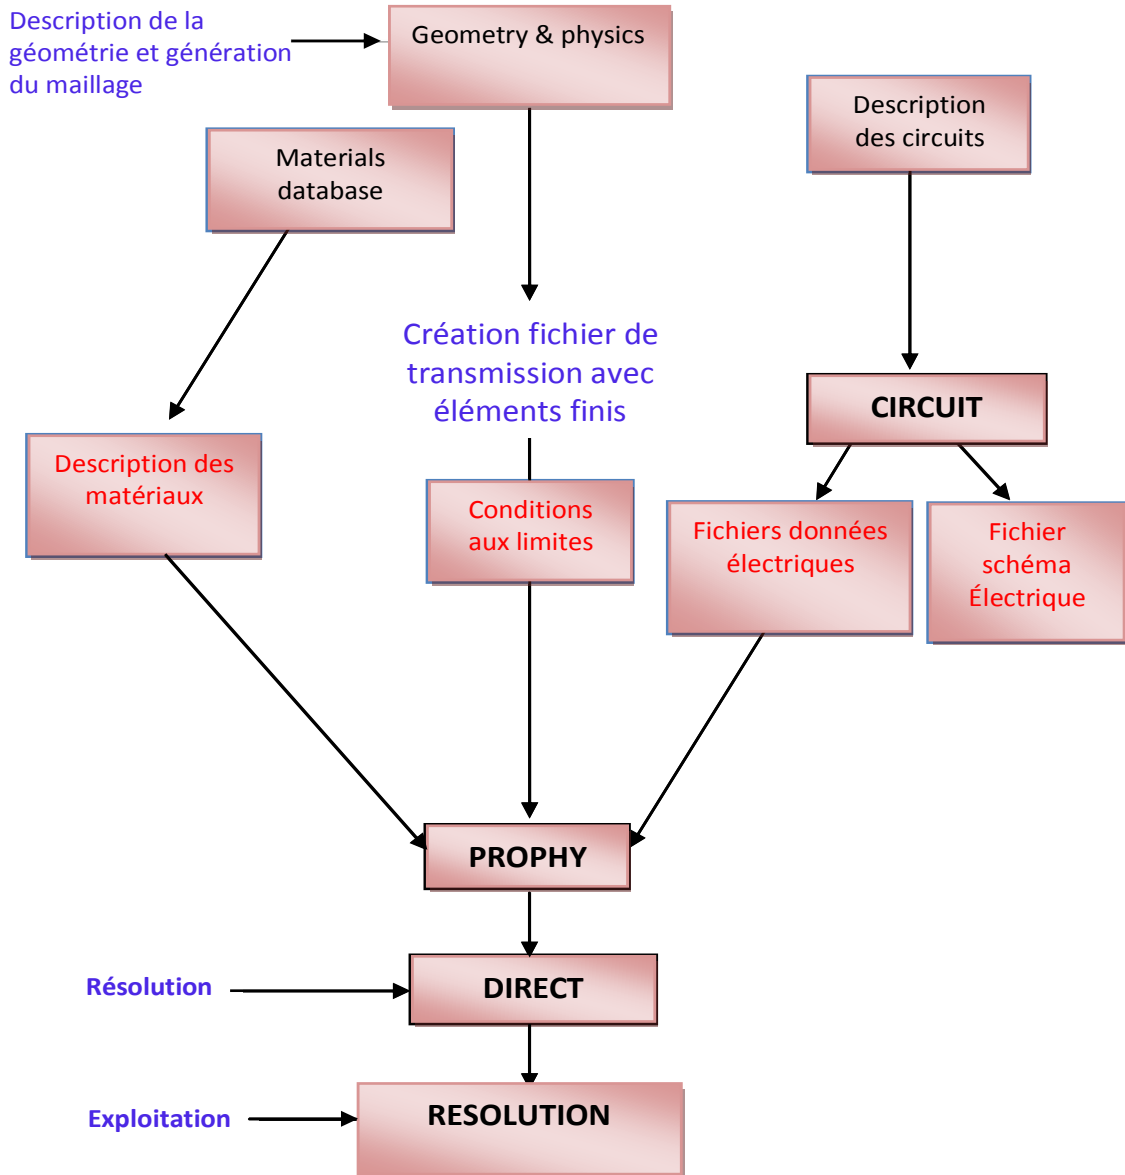 Description de la
géométrie et génération
du maillage
Geometry & physics
Description
des circuits
Materials
database
Création fichier de
transmission avec
éléments finis
CIRCUIT
Description des
matériaux
Conditions
aux limites
Fichiers données
électriques
Fichier
schéma
Électrique
PROPHY
Résolution
DIRECT
Exploitation
RESOLUTION